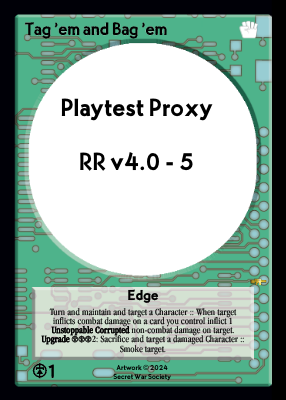 Tag 'em and Bag 'em
Playtest Proxy
RR v4.0 - 5
Edge
Turn and maintain and target a Character :: When target
inflicts combat damage on a card you control inflict 1
Unstoppable Corrupted non-combat damage on target.
Upgrade 2: Sacrifice and target a damaged Character ::
Smoke target.
1
Artwork © 2024
Secret War Society